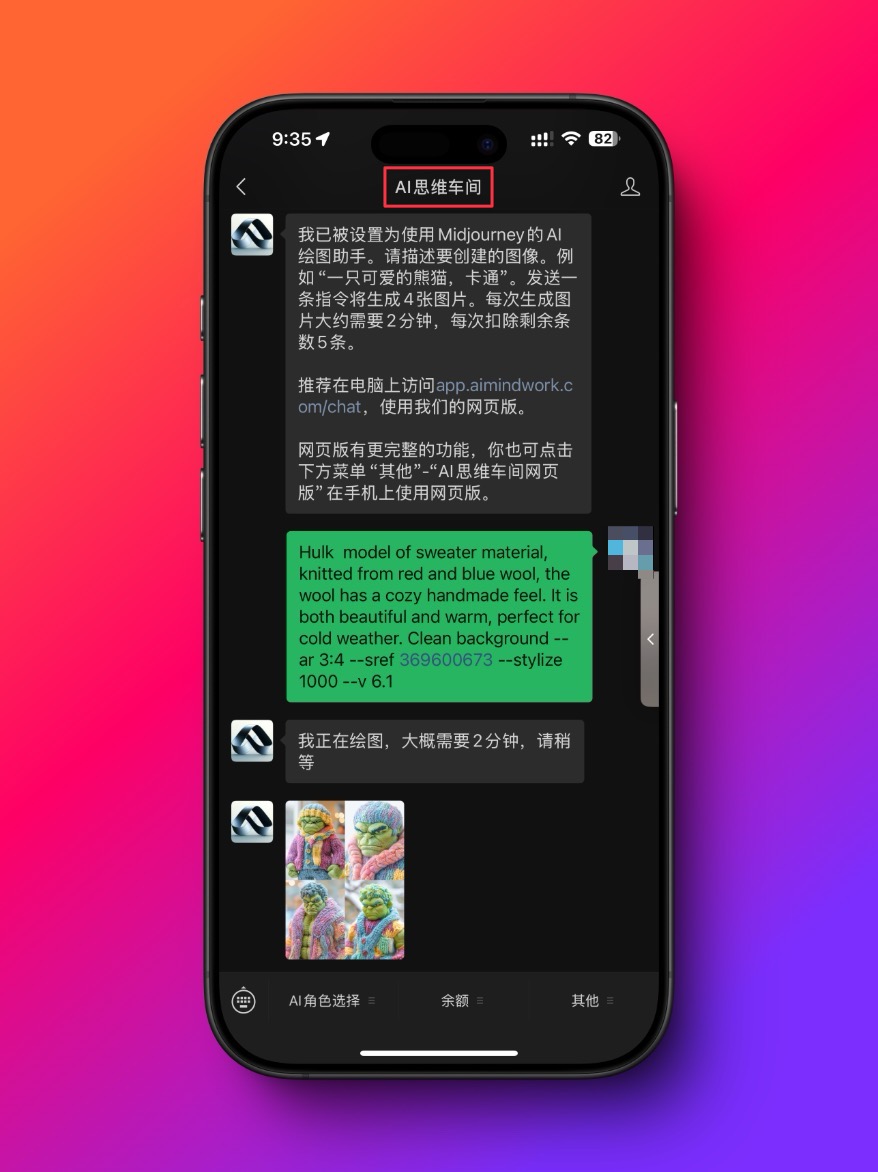 9:35
82
AI思维车间
我已被设置为使用Midjourney的AI
绘图助手。请描述要创建的图像。例
如“一只可爱的熊猫，卡通”。发送一
条指令将生成4张图片。每次生成图
片大约需要2分钟，每次扣除剩余条
数5条。
推荐在电脑上访问app.aimindwork.c
om/chat，使用我们的网页版。
网页版有更完整的功能，你也可点击
下方菜单“其他”-“AI思维车间网页
版”在手机上使用网页版。
Hulk  model of sweater material,
knitted from red and blue wool, the
wool has a cozy handmade feel. It is
both beautiful and warm, perfect for
cold weather. Clean background --
ar 3:4 --sref 369600673 --stylize
1000 --v 6.1
我正在绘图，大概需要2分钟，请稍
等
AI角色选择
余额
其他